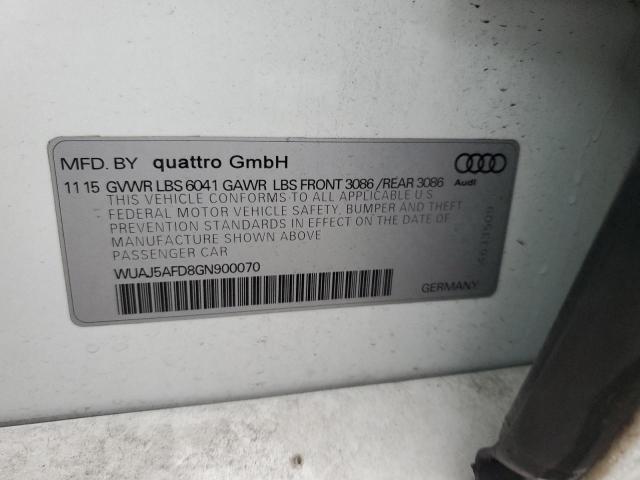 MFD. BY quattro GmbH
11 15 GVWR LBS 6041 GAWR LBS FRONT 3086 /REAR 3086
Audi
THIS VEHICLE CONFORMS TO ALL APPLICABLE U.S
FEDERAL MOTOR VEHICLE SAFETY, BUMPER AND THEFT
PREVENTION STANDARDS IN EFFECT ON THE DATE OF
MANUFACTURE SHOWN ABOVE
PASSENGER CAR
WUAJ5AFD8GN900070
GERMANY